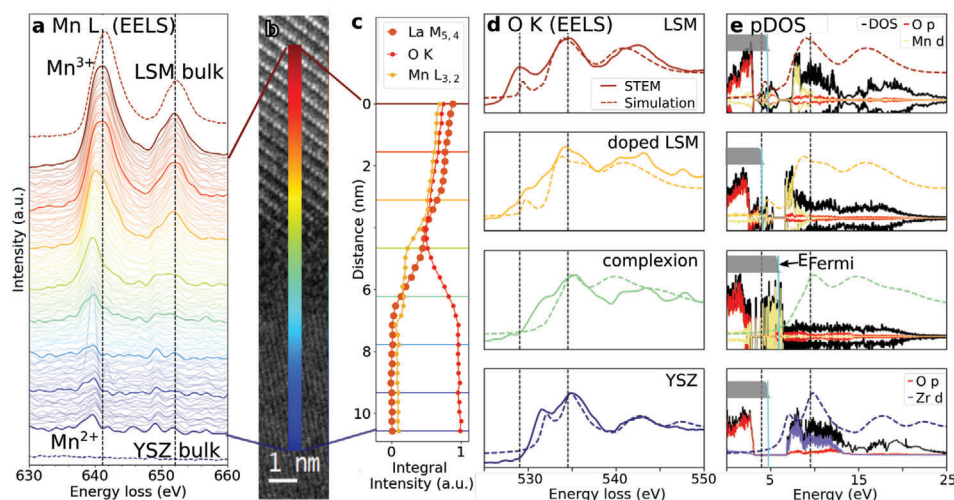 a Mn L (EELS)
Mn3+
LSM bulk
Mn2+
YSZ bulk
Intensity (a.u.)
630 640 650 660
Energy loss (eV)
b
1 nm
c
La M5,4
O K
Mn L3,2
Distance (nm)
0
2
4
6
8
10
0 1
Integral
Intensity (a.u.)
d O K (EELS)
LSM
STEM
Simulation
doped LSM
complexion
YSZ
530 540 550
Energy loss (eV)
e pDOS
DOS
O p
Mn d
EFermi
O p
Zr d
5 10 15 20 25
Energy loss (eV)